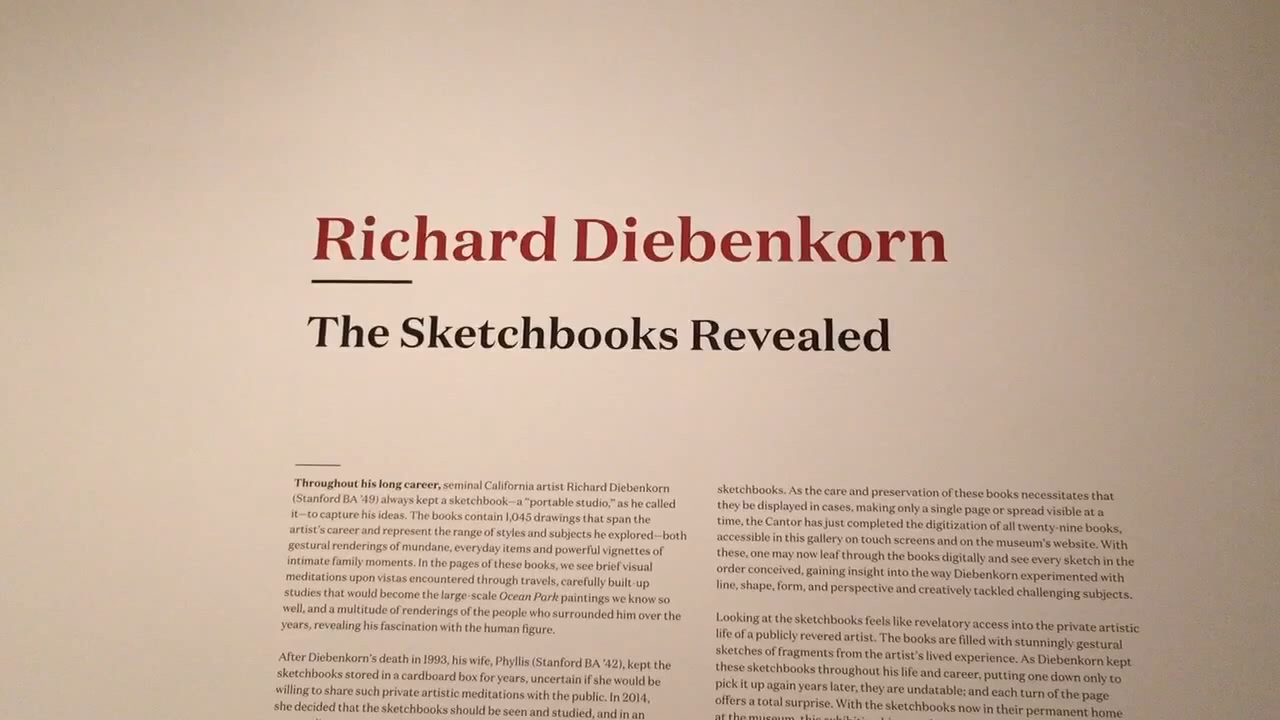 Richard Diebenkorn
The Sketchbooks Revealed
Throughout his long career, seminal California artist Richard Diebenkorn
(Stanford BA '49) always kept a sketchbook—a “portable studio,” as he called
it—to capture his ideas. The books contain 1,045 drawings that span the
artist's career and represent the range of styles and subjects he explored—both
gestural renderings of mundane, everyday items and powerful vignettes of
intimate family moments. In the pages of these books, we see brief visual
meditations upon vistas encountered through travels, carefully built-up
studies that would become the large-scale Ocean Park paintings we know so
well, and a multitude of renderings of the people who surrounded him over the
years, revealing his fascination with the human figure.
After Diebenkorn's death in 1993, his wife, Phyllis (Stanford BA '42), kept the
sketchbooks stored in a cardboard box for years, uncertain if she would be
willing to share such private artistic meditations with the public. In 2014,
she decided that the sketchbooks should be seen and studied, and in an
sketchbooks. As the care and preservation of these books necessitates that
they be displayed in cases, making only a single page or spread visible at a
time, the Cantor has just completed the digitization of all twenty-nine books,
accessible in this gallery on touch screens and on the museum's website. With
these, one may now leaf through the books digitally and see every sketch in the
order conceived, gaining insight into the way Diebenkorn experimented with
line, shape, form, and perspective and creatively tackled challenging subjects.
Looking at the sketchbooks feels like revelatory access into the private artistic
life of a publicly revered artist. The books are filled with stunningly gestural
sketches of fragments from the artist's lived experience. As Diebenkorn kept
these sketchbooks throughout his life and career, putting one down only to
pick it up again years later, they are undatable; and each turn of the page
offers a total surprise. With the sketchbooks now in their permanent home
at the museum, this